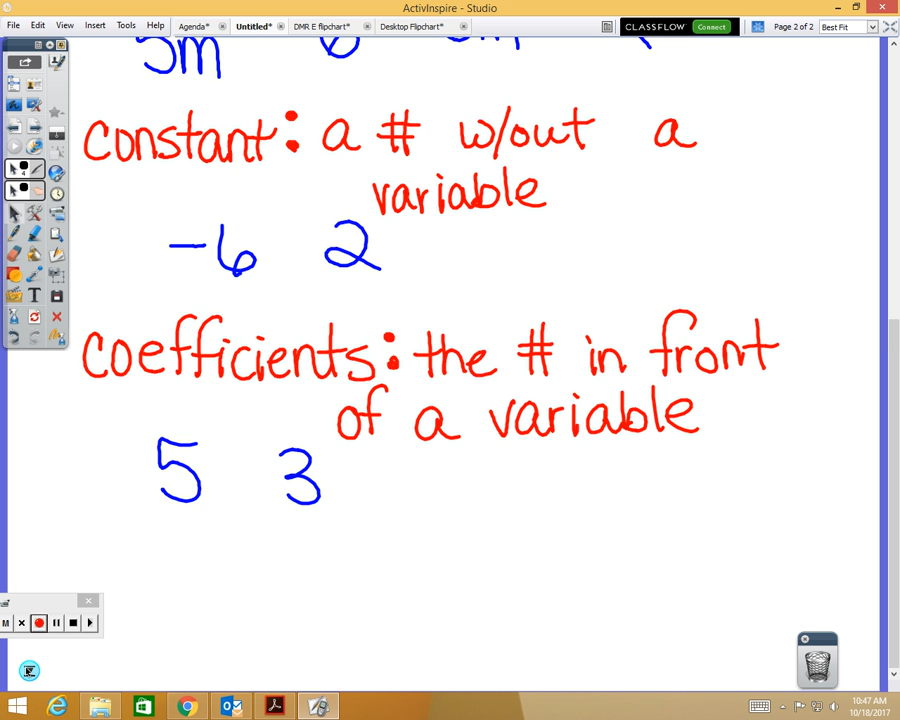 ActivInspire - Studio
File Edit View Insert Tools Help Agenda* Untitled* DMR E flipchart* Desktop Flipchart* CLASSFLOW Connect Page 2 of 2 Best Fit
5m
constant: a # w/out a
variable
-6 2
coefficients: the # in front
of a variable
5 3
M
10:47 AM
10/18/2017